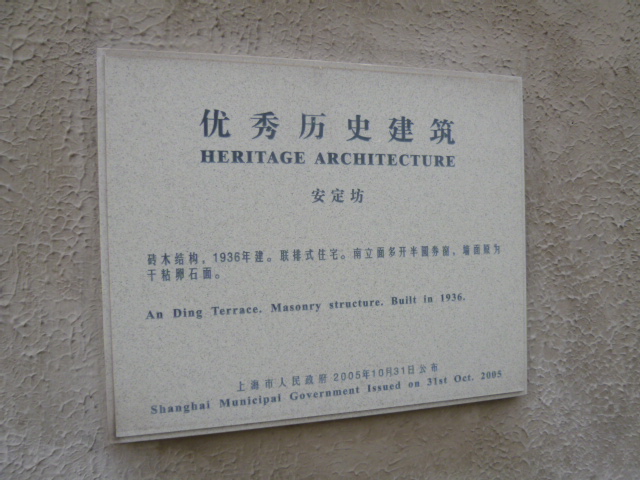 优秀历史建筑
HERITAGE ARCHITECTURE
安定坊
砖木结构，1936年建。联排式住宅。南立面多开半圆券窗，墙面原为
干粘卵石面。
An Ding Terrace. Masonry structure. Built in 1936.
上海市人民政府 2005年10月31日公布
Shanghai Municipal Government Issued on 31st Oct. 2005